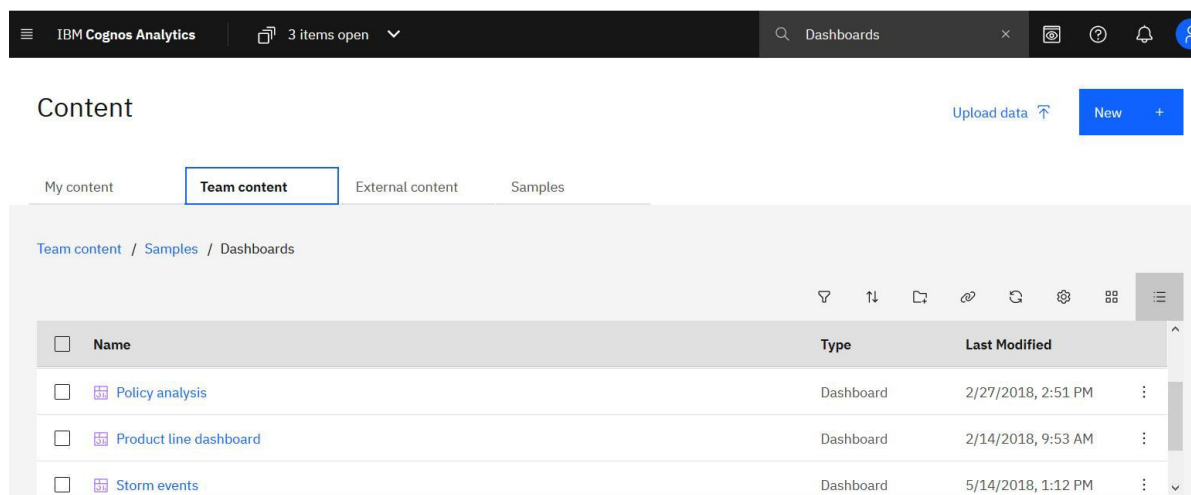 IBM Cognos Analytics 3 items open Dashboards
Content
Upload data New +
My content Team content External content Samples
Team content / Samples / Dashboards
Name Type Last Modified
Policy analysis Dashboard 2/27/2018, 2:51 PM
Product line dashboard Dashboard 2/14/2018, 9:53 AM
Storm events Dashboard 5/14/2018, 1:12 PM